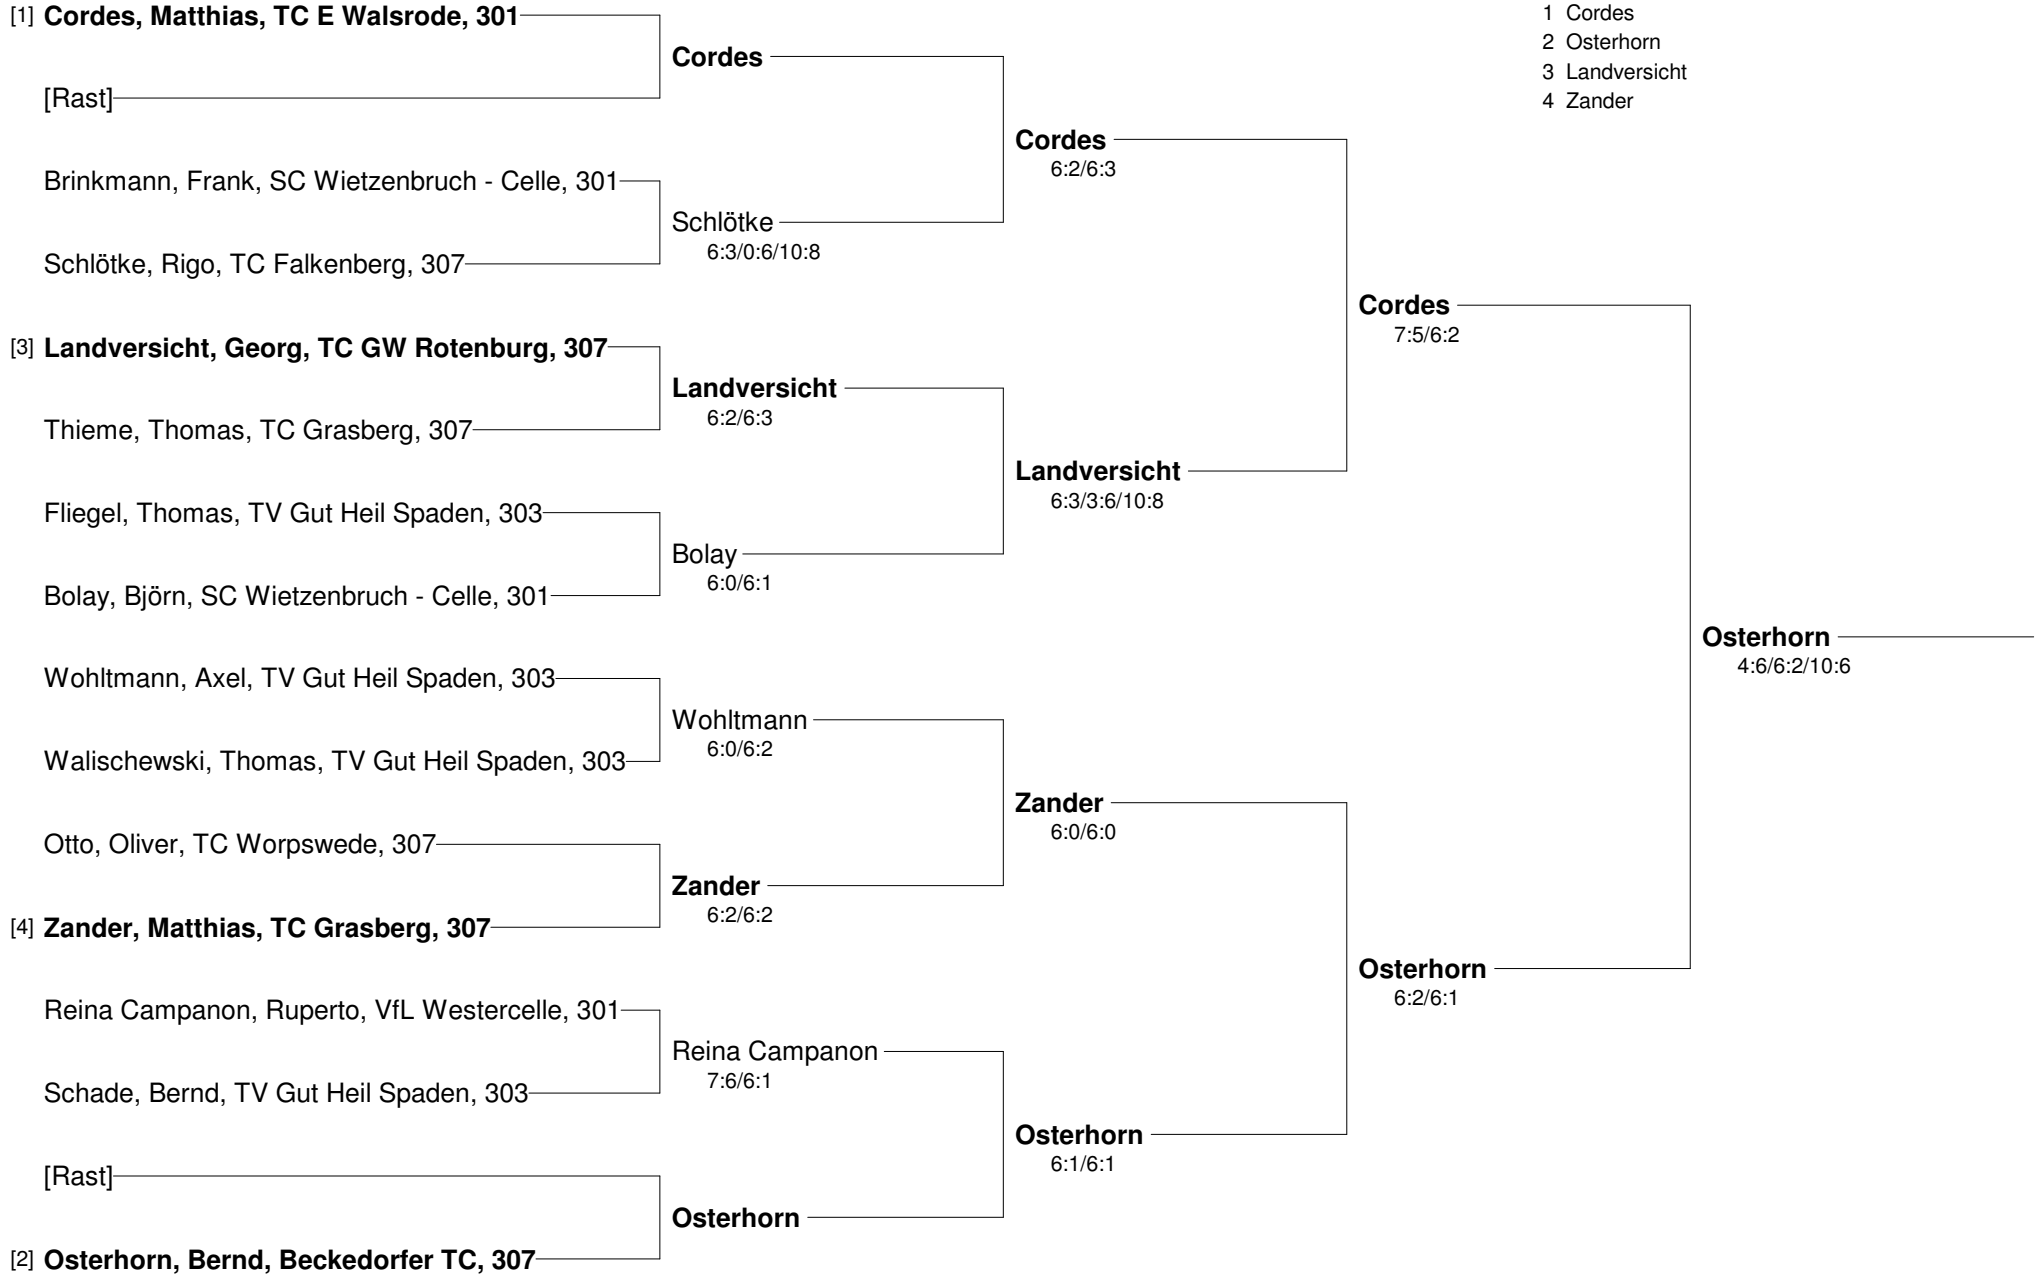 [1] Cordes, Matthias, TC E Walsrode, 301
[Rast]
Brinkmann, Frank, SC Wietzenbruch - Celle, 301
Schlötke, Rigo, TC Falkenberg, 307
[3] Landversicht, Georg, TC GW Rotenburg, 307
Thieme, Thomas, TC Grasberg, 307
Fliegel, Thomas, TV Gut Heil Spaden, 303
Bolay, Björn, SC Wietzenbruch - Celle, 301
Wohltmann, Axel, TV Gut Heil Spaden, 303
Walischewski, Thomas, TV Gut Heil Spaden, 303
Otto, Oliver, TC Worpswede, 307
[4] Zander, Matthias, TC Grasberg, 307
Reina Campanon, Ruperto, VfL Westercelle, 301
Schade, Bernd, TV Gut Heil Spaden, 303
[Rast]
[2] Osterhorn, Bernd, Beckedorfer TC, 307
Cordes
Schlötke
6:3/0:6/10:8
Landversicht
6:2/6:3
Bolay
6:0/6:1
Wohltmann
6:0/6:2
Zander
6:2/6:2
Reina Campanon
7:6/6:1
Osterhorn
Cordes
6:2/6:3
Landversicht
6:3/3:6/10:8
Zander
6:0/6:0
Osterhorn
6:1/6:1
Cordes
7:5/6:2
Osterhorn
6:2/6:1
Osterhorn
4:6/6:2/10:6
1 Cordes
2 Osterhorn
3 Landversicht
4 Zander